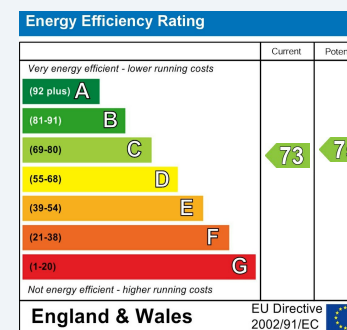 Energy Efficiency Rating
Current
Very energy efficient - lower running costs
(92 plus) A
(81-91) B
(69-80) C
73
(55-68) D
(39-54) E
(21-38) F
(1-20) G
Not energy efficient - higher running costs
England & Wales
EU Directive
2002/91/EC